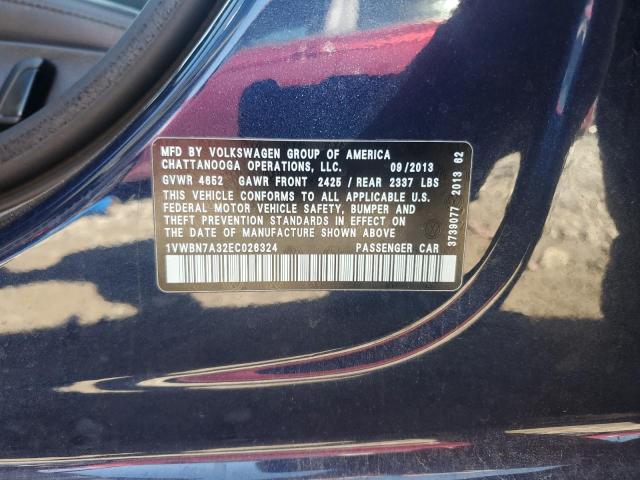 MFD BY VOLKSWAGEN GROUP OF AMERICA
CHATTANOOGA OPERATIONS, LLC. 09/2013
GVWR 4652 GAWR FRONT 2425 / REAR 2337 LBS
THIS VEHICLE CONFORMS TO ALL APPLICABLE U.S.
FEDERAL MOTOR VEHICLE SAFETY, BUMPER AND
THEFT PREVENTION STANDARDS IN EFFECT ON
THE DATE OF MANUFACTURE SHOWN ABOVE
1VWBN7A32EC026324 PASSENGER CAR
3739077 2013 62